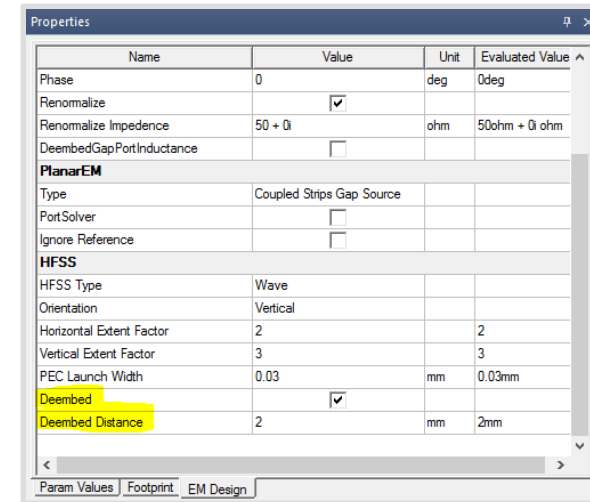 Properties
Name Value Unit Evaluated Value
Phase 0 deg 0deg
Renormalize
Renormalize Impedence 50 + 0i ohm 50ohm + 0i ohm
DeembedGapPortInductance
PlanarEM
Type Coupled Strips Gap Source
PortSolver
Ignore Reference
HFSS
HFSS Type Wave
Orientation Vertical
Horizontal Extent Factor 2 2
Vertical Extent Factor 3 3
PEC Launch Width 0.03 mm 0.03mm
Deembed
Deembed Distance 2 mm 2mm
Param Values Footprint EM Design